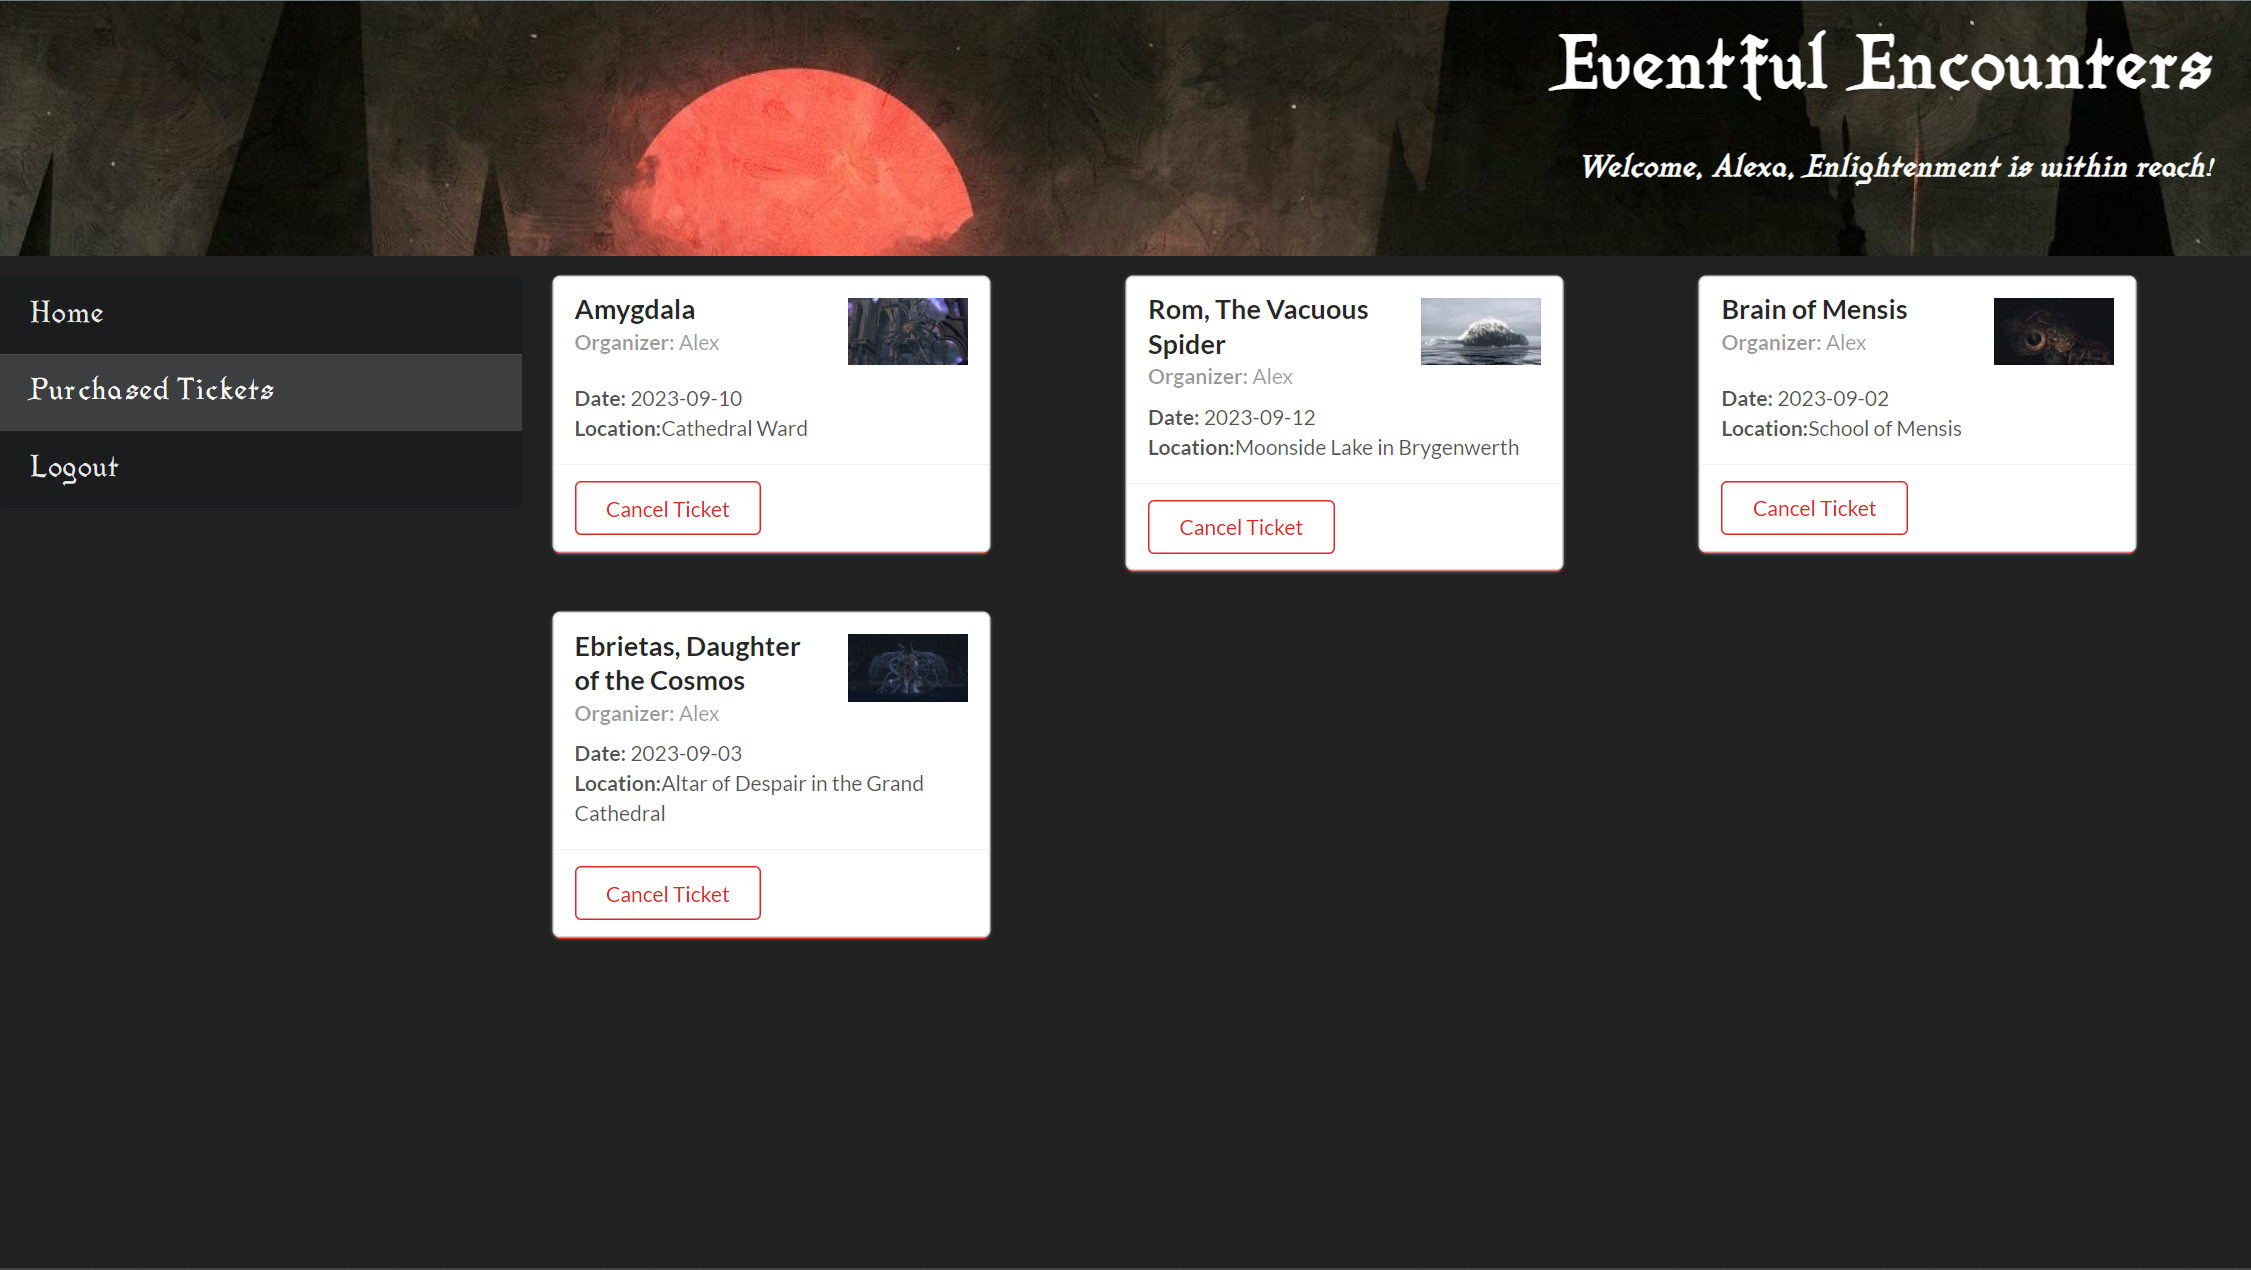 Eventful Encounters
Welcome, Alexa, Enlightenment is within reach!
Home
Purchased Tickets
Logout
Amygdala
Organizer: Alex
Date: 2023-09-10
Location:Cathedral Ward
Cancel Ticket
Rom, The Vacuous
Spider
Organizer: Alex
Date: 2023-09-12
Location:Moonside Lake in Brygenwerth
Cancel Ticket
Brain of Mensis
Organizer: Alex
Date: 2023-09-02
Location:School of Mensis
Cancel Ticket
Ebrietas, Daughter
of the Cosmos
Organizer: Alex
Date: 2023-09-03
Location:Altar of Despair in the Grand
Cathedral
Cancel Ticket